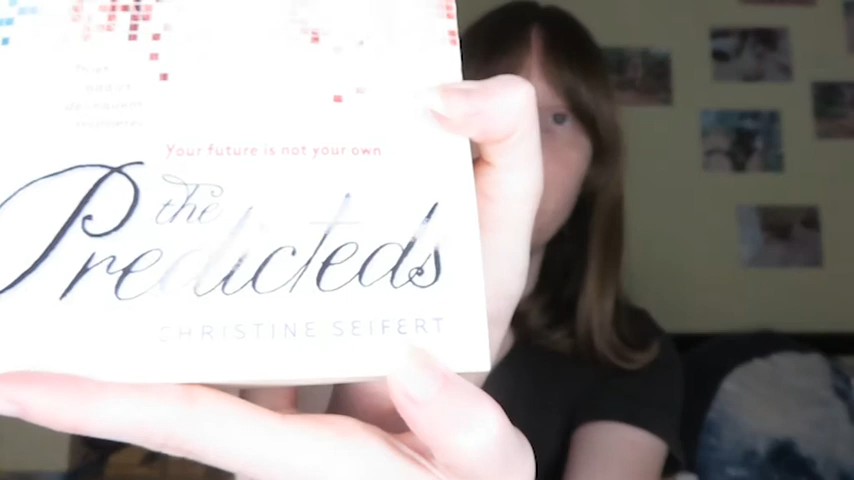 Your future is not your own
the
Predicteds
CHRISTINE SEIFERT